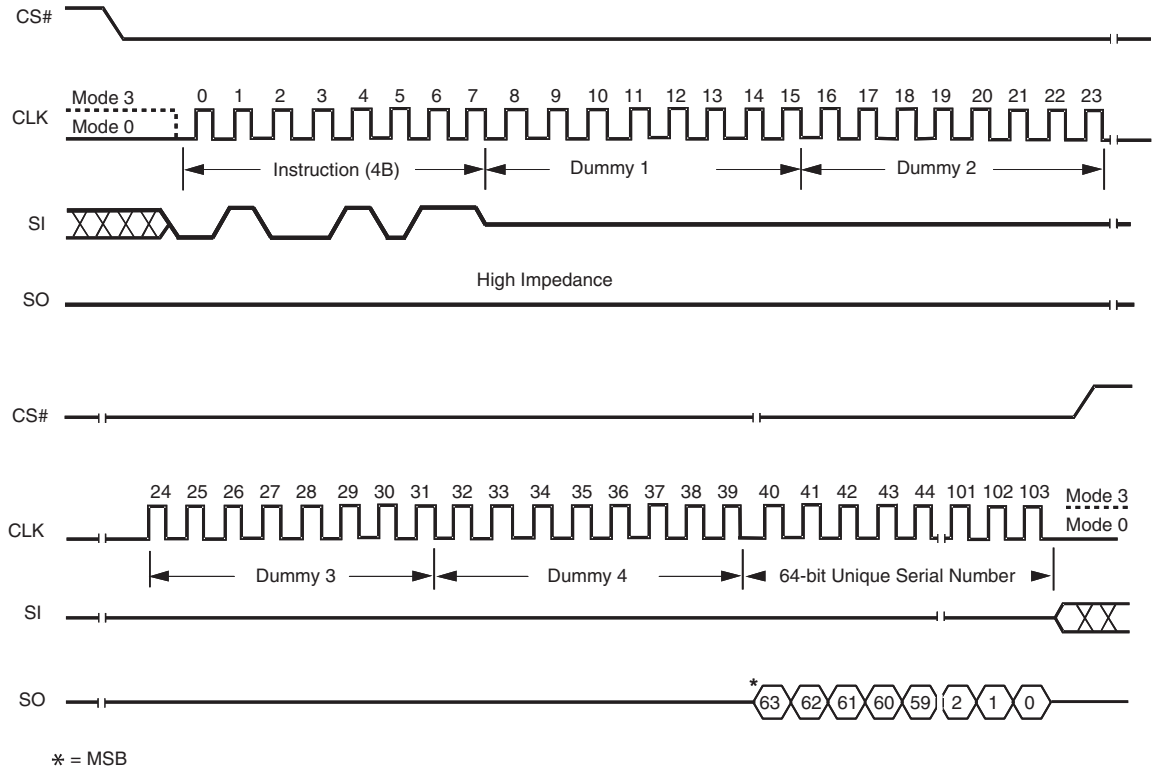 CS#
Mode 3
0 1 2 3 4 5 6 7 8 9 10 11 12 13 14 15 16 17 18 19 20 21 22 23
CLK
Mode 0
Instruction (4B) Dummy 1 Dummy 2
SI
High Impedance
SO
CS#
24 25 26 27 28 29 30 31 32 33 34 35 36 37 38 39 40 41 42 43 44 101 102 103
Mode 3
CLK
Mode 0
Dummy 3 Dummy 4 64-bit Unique Serial Number
SI
*
SO 63 62 61 60 59 2 1 0
* = MSB